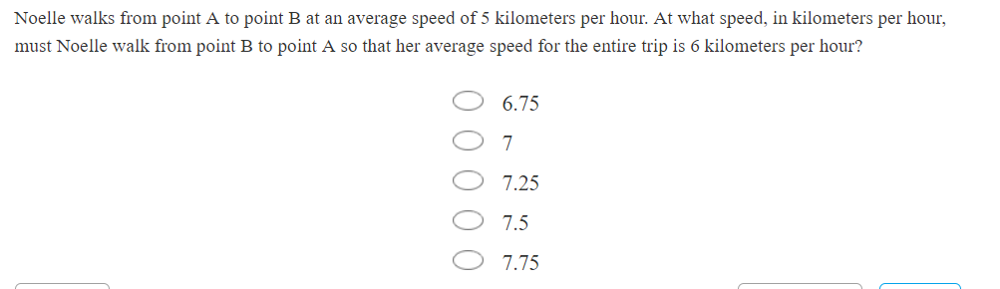 Noelle walks from point A to point B at an average speed of 5 kilometers per hour. At what speed, in kilometers per hour,
must Noelle walk from point B to point A so that her average speed for the entire trip is 6 kilometers per hour?
6.75
7
7.25
7.5
7.75